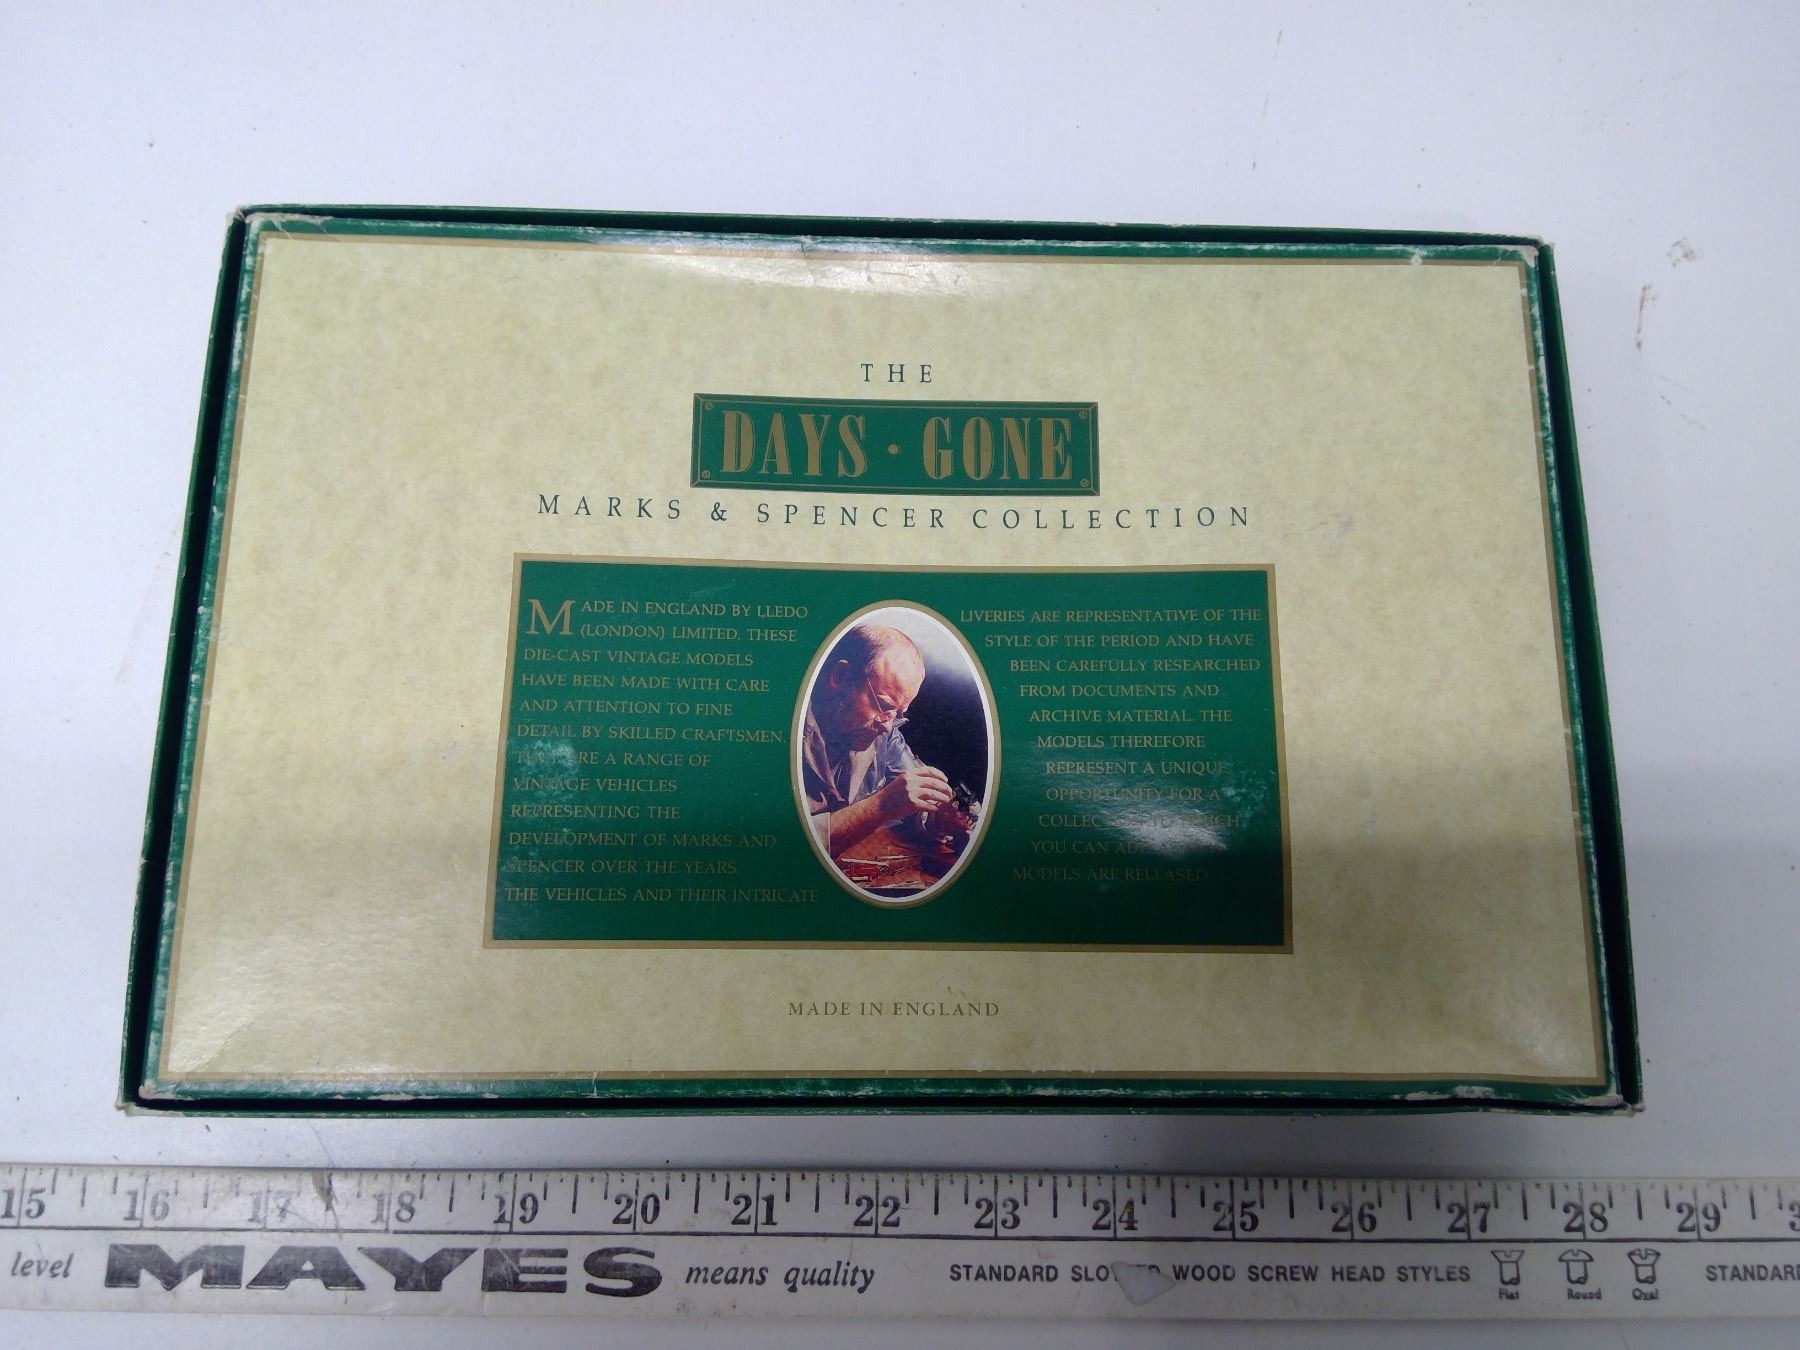 THE
DAYS · GONE
MARKS & SPENCER COLLECTION
MADE IN ENGLAND BY LLEDO
(LONDON) LIMITED. THESE
DIE-CAST VINTAGE MODELS
HAVE BEEN MADE WITH CARE
AND ATTENTION TO FINE
DETAIL BY SKILLED CRAFTSMEN.
RE A RANGE OF
VINTAGE VEHICLES
REPRESENTING THE
DEVELOPMENT OF MARKS AND
SPENCER OVER THE YEARS.
THE VEHICLES AND THEIR INTRICATE
LIVERIES ARE REPRESENTATIVE OF THE
STYLE OF THE PERIOD AND HAVE
BEEN CAREFULLY RESEARCHED
FROM DOCUMENTS AND
ARCHIVE MATERIAL. THE
MODELS THEREFORE
REPRESENT A UNIQUE
OPPORTUNITY FOR A
YOU CAN
MODELS ARE RELEASED.
MADE IN ENGLAND
15 16 17 18 19 20 21 22 23 24 25 26 27 28 29
level MAYES means quality STANDARD WOOD SCREW HEAD STYLES STANDARD
Flat Round Oval